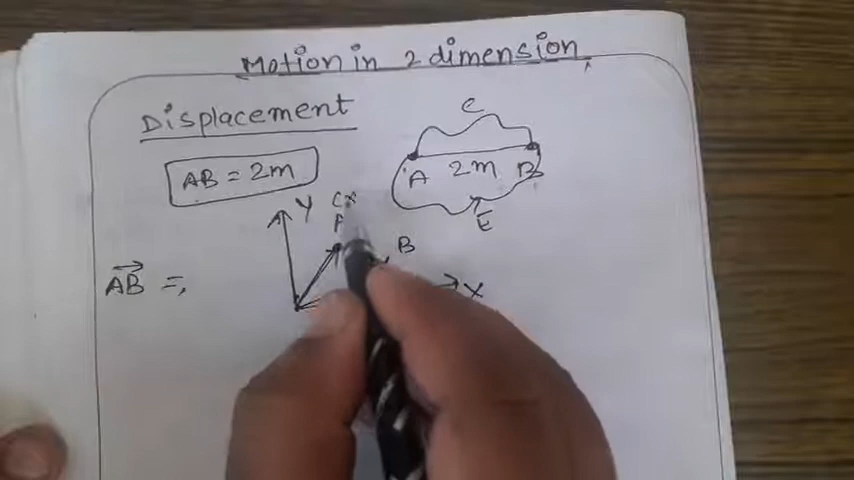 Motion in 2 dimension
Displacement
AB = 2m
C
A 2m B
E
Y
(x
A
B
X
AB =,